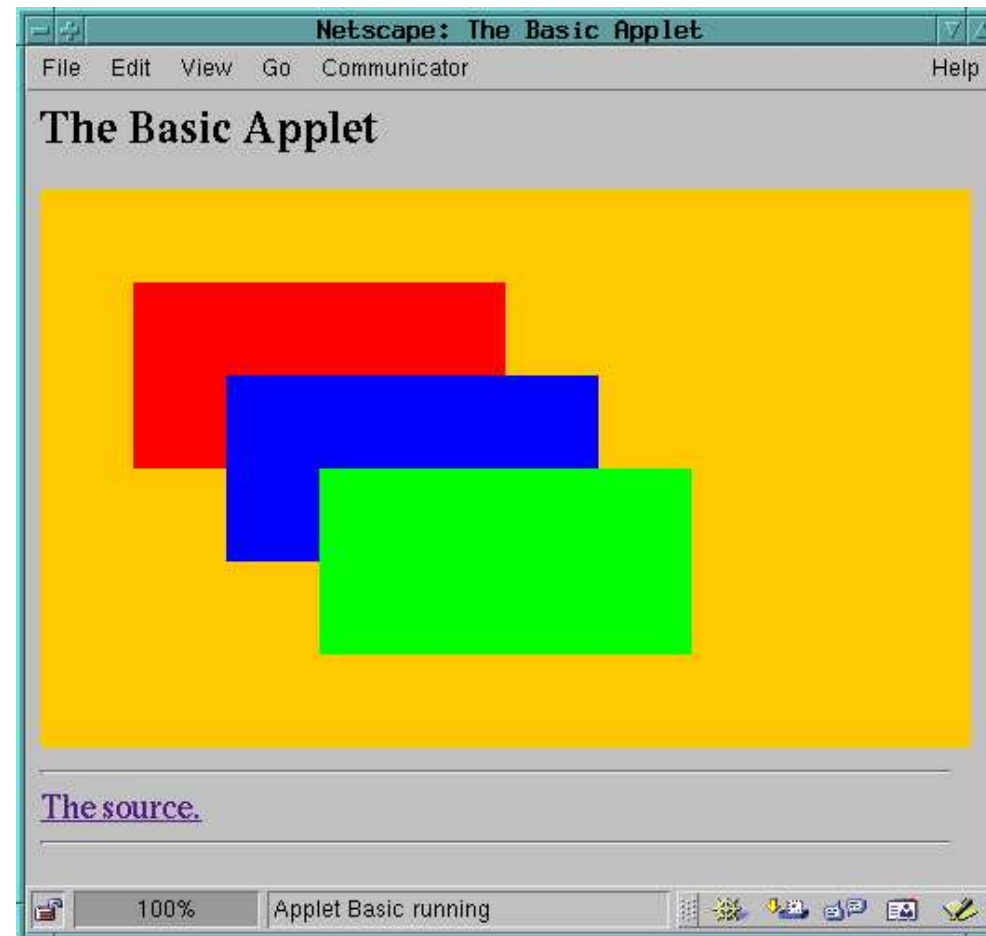 Netscape: The Basic Applet
File Edit View Go Communicator Help
The Basic Applet
The source.
100% Applet Basic running